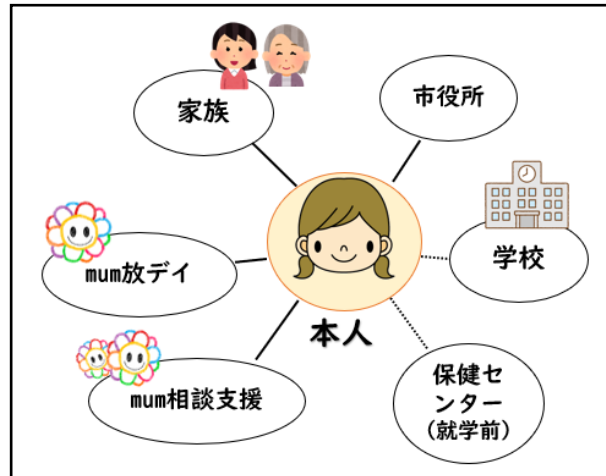 家族
市役所
学校
mum放デイ
本人
mum相談支援
保健セ
ンター
(就学前)